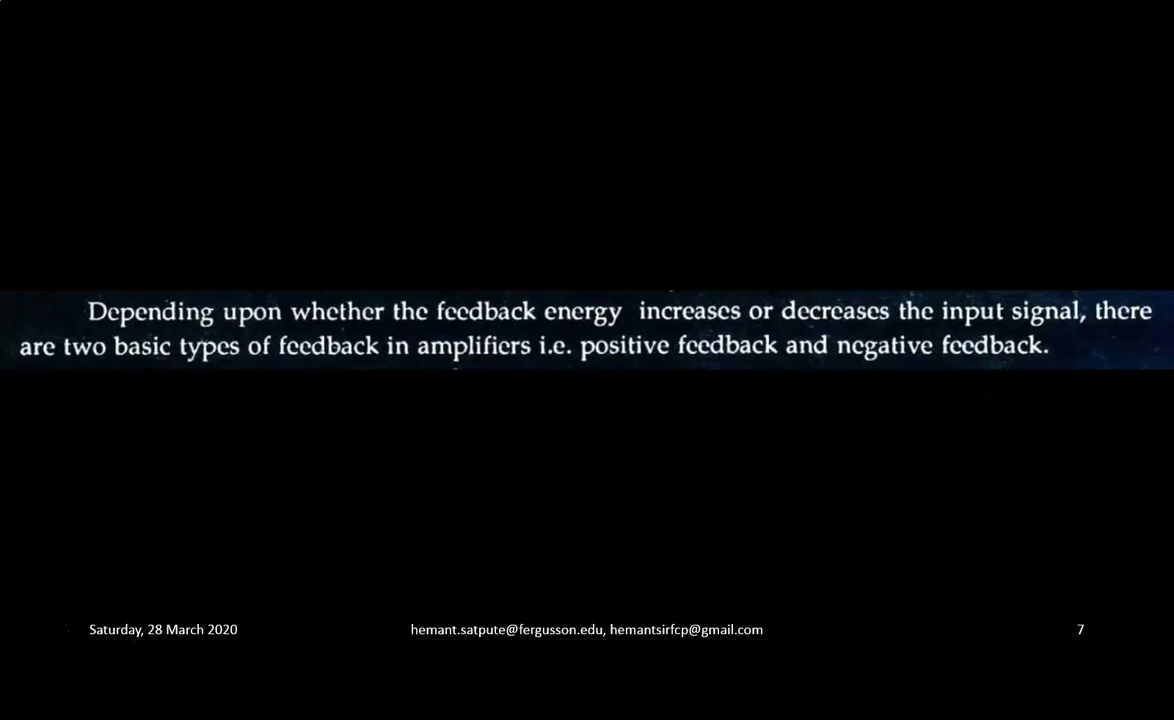 Depending upon whether the feedback energy increases or decreases the input signal, there
are two basic types of feedback in amplifiers i.e. positive feedback and negative feedback.
Saturday, 28 March 2020
hemant.satpute@fergusson.edu, hemantsirfcp@gmail.com
7